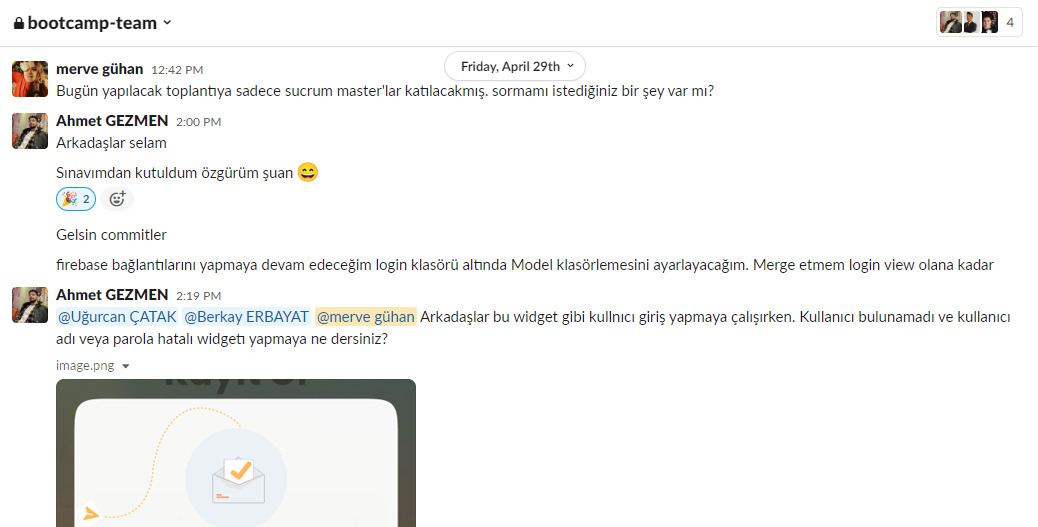 bootcamp-team
4
Friday, April 29th
merve gühan 12:42 PM
Bugün yapılacak toplantıya sadece sucrum master'lar katılacakmış. sormamı istediğiniz bir şey var mı?
Ahmet GEZMEN 2:00 PM
Arkadaşlar selam
Sınavımdan kutuldum özgürüm şuan 😄
🎉 2
Gelsin commitler
firebase bağlantılarını yapmaya devam edeceğim login klasörü altında Model klasörlemesini ayarlayacağım. Merge etmem login view olana kadar
Ahmet GEZMEN 2:19 PM
@Uğurcan ÇATAK @Berkay ERBAYAT @merve gühan Arkadaşlar bu widget gibi kullnıcı giriş yapmaya çalışırken. Kullanıcı bulunamadı ve kullanıcı
adı veya parola hatalı widgetı yapmaya ne dersiniz?
image.png